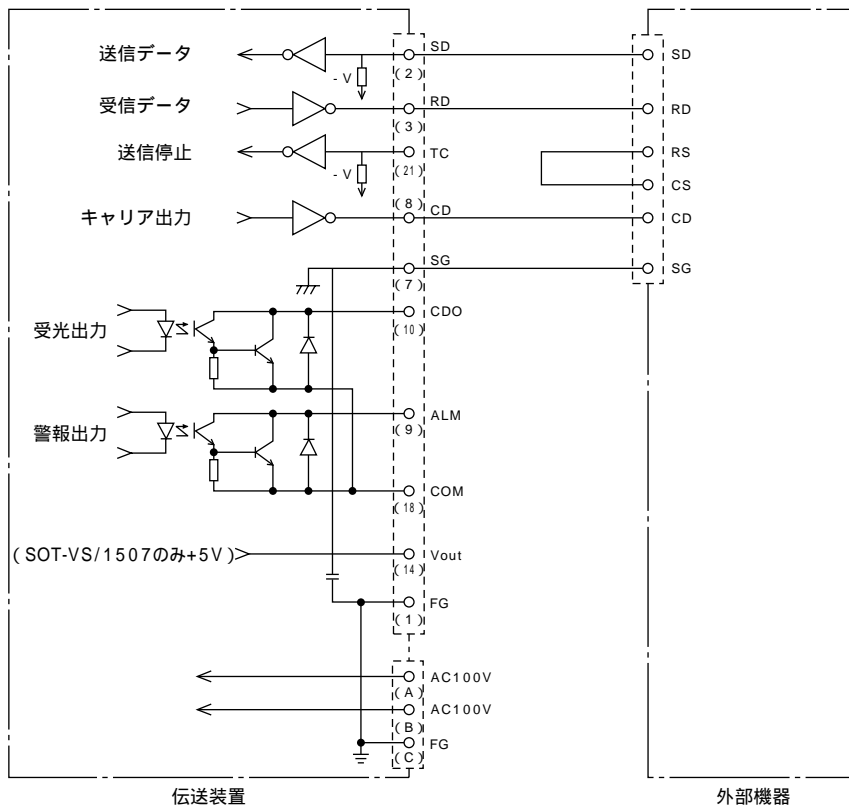 送信データ
SD
(2)
-V
SD
受信データ
RD
(3)
RD
送信停止
TC
(21)
-V
RS
CS
(8)
キャリア出力
CD
CD
SG
(7)
SG
受光出力
CDO
(10)
警報出力
ALM
(9)
COM
(18)
(SOT-VS/1507のみ+5V)
Vout
(14)
FG
(1)
AC100V
(A)
AC100V
(B)
FG
(C)
伝送装置
外部機器